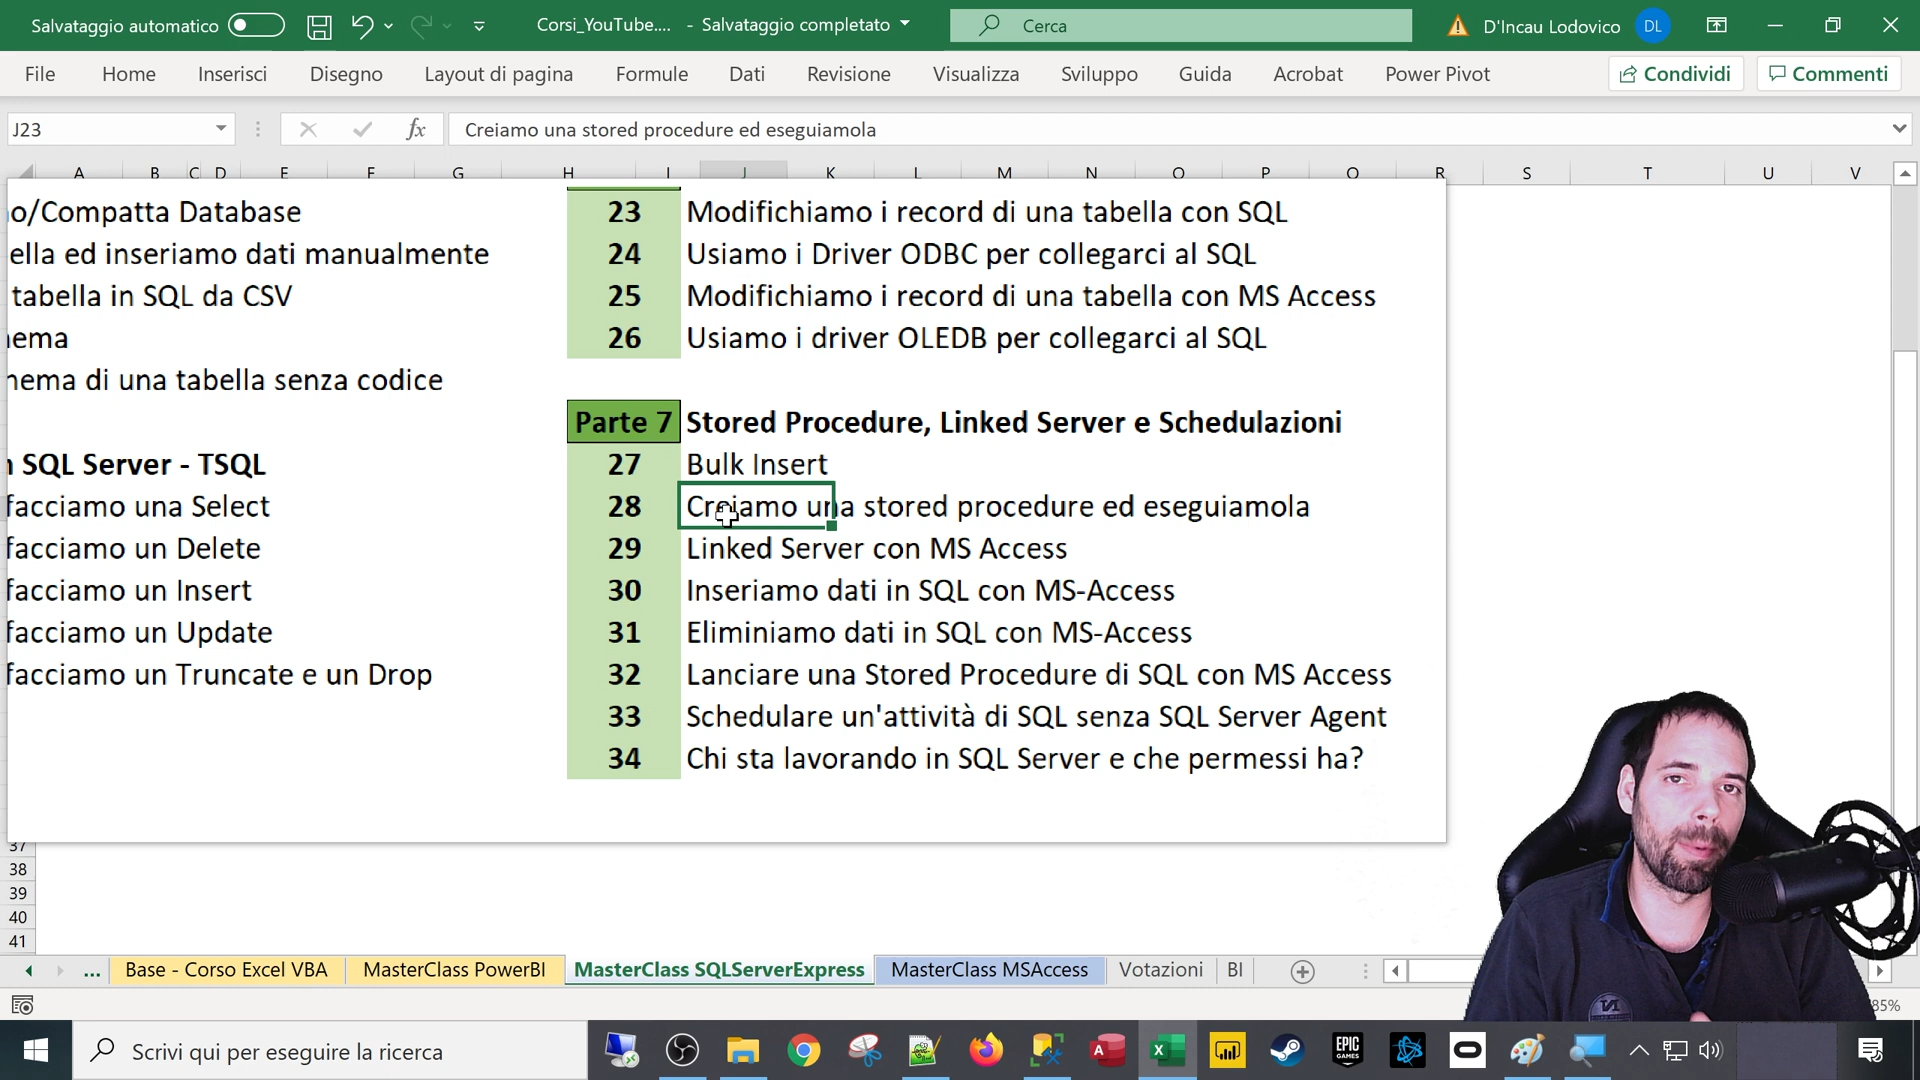 Salvataggio automatico
Corsi_YouTube.... - Salvataggio completato
Cerca
D'Incau Lodovico
DL
File Home Inserisci Disegno Layout di pagina Formule Dati Revisione Visualizza Sviluppo Guida Acrobat Power Pivot
Condividi
Commenti
J23
fx
Creiamo una stored procedure ed eseguiamola
A B C D E F G H I J K L M N O P Q R S T U V
o/Compatta Database
ella ed inseriamo dati manualmente
tabella in SQL da CSV
ema
ema di una tabella senza codice
SQL Server - TSQL
facciamo una Select
facciamo un Delete
facciamo un Insert
facciamo un Update
facciamo un Truncate e un Drop
23 Modifichiamo i record di una tabella con SQL
24 Usiamo i Driver ODBC per collegarci al SQL
25 Modifichiamo i record di una tabella con MS Access
26 Usiamo i driver OLEDB per collegarci al SQL
Parte 7 Stored Procedure, Linked Server e Schedulazioni
27 Bulk Insert
28 Creiamo una stored procedure ed eseguiamola
29 Linked Server con MS Access
30 Inseriamo dati in SQL con MS-Access
31 Eliminiamo dati in SQL con MS-Access
32 Lanciare una Stored Procedure di SQL con MS Access
33 Schedulare un'attività di SQL senza SQL Server Agent
34 Chi sta lavorando in SQL Server e che permessi ha?
37
38
39
40
41
... Base - Corso Excel VBA MasterClass PowerBI MasterClass SQLServerExpress MasterClass MSAccess Votazioni BI
85%
Scrivi qui per eseguire la ricerca
EPIC GAMES